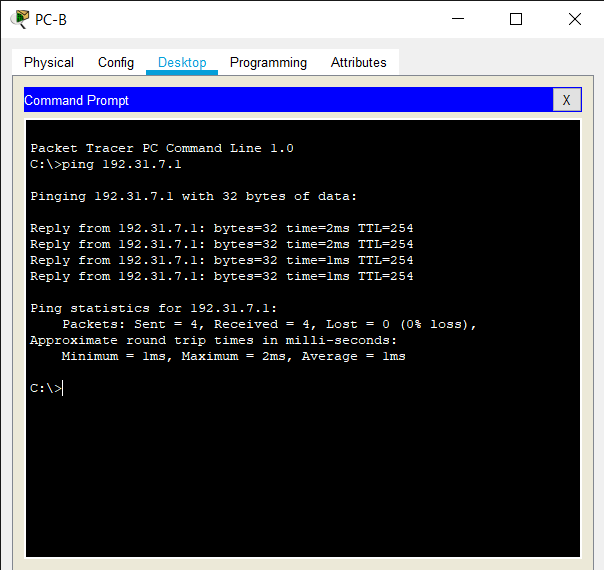 PC-B
Physical Config Desktop Programming Attributes
Command Prompt X
Packet Tracer PC Command Line 1.0
C:\>ping 192.31.7.1
Pinging 192.31.7.1 with 32 bytes of data:
Reply from 192.31.7.1: bytes=32 time=2ms TTL=254
Reply from 192.31.7.1: bytes=32 time=2ms TTL=254
Reply from 192.31.7.1: bytes=32 time=1ms TTL=254
Reply from 192.31.7.1: bytes=32 time=1ms TTL=254
Ping statistics for 192.31.7.1:
    Packets: Sent = 4, Received = 4, Lost = 0 (0% loss),
Approximate round trip times in milli-seconds:
    Minimum = 1ms, Maximum = 2ms, Average = 1ms
C:\>